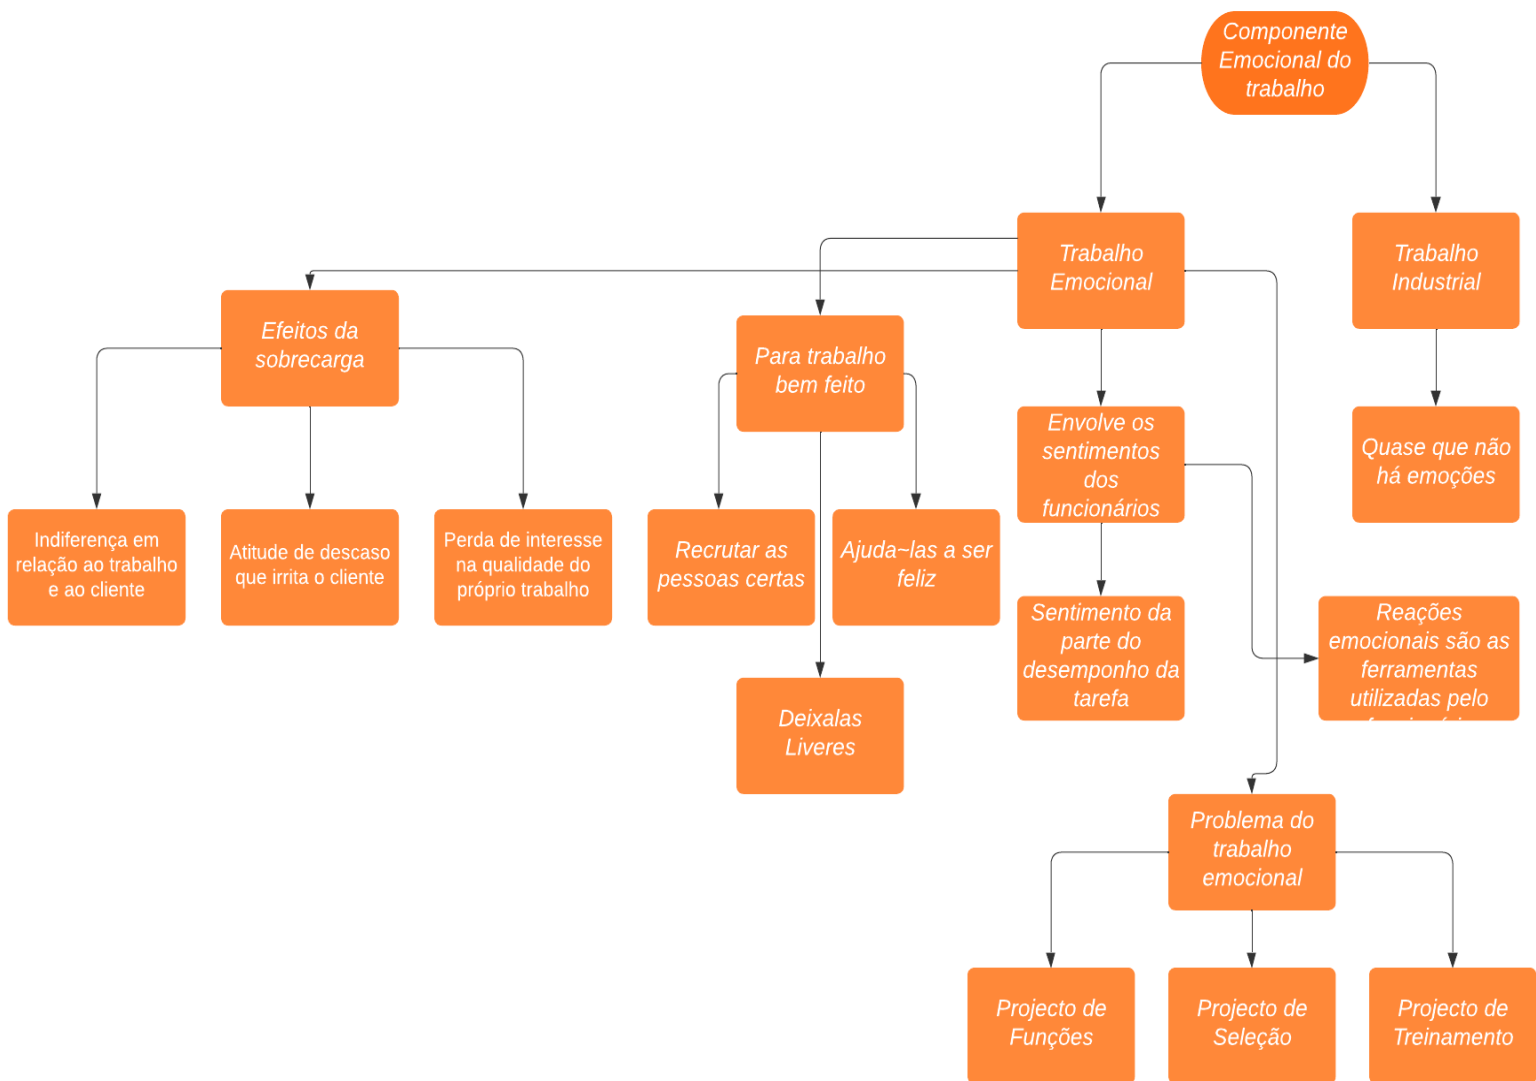 Componente
Emocional do
trabalho
Trabalho
Emocional
Trabalho
Industrial
Efeitos da
sobrecarga
Para trabalho
bem feito
Envolve os
sentimentos
dos
funcionários
Quase que não
há emoções
Indiferença em
relação ao trabalho
e ao cliente
Atitude de descaso
que irrita o cliente
Perda de interesse
na qualidade do
próprio trabalho
Recrutar as
pessoas certas
Ajuda~las a ser
feliz
Sentimento da
parte do
desemponho da
tarefa
Reações
emocionais são as
ferramentas
utilizadas pelo
Deixalas
Liveres
Problema do
trabalho
emocional
Projecto de
Funções
Projecto de
Seleção
Projecto de
Treinamento